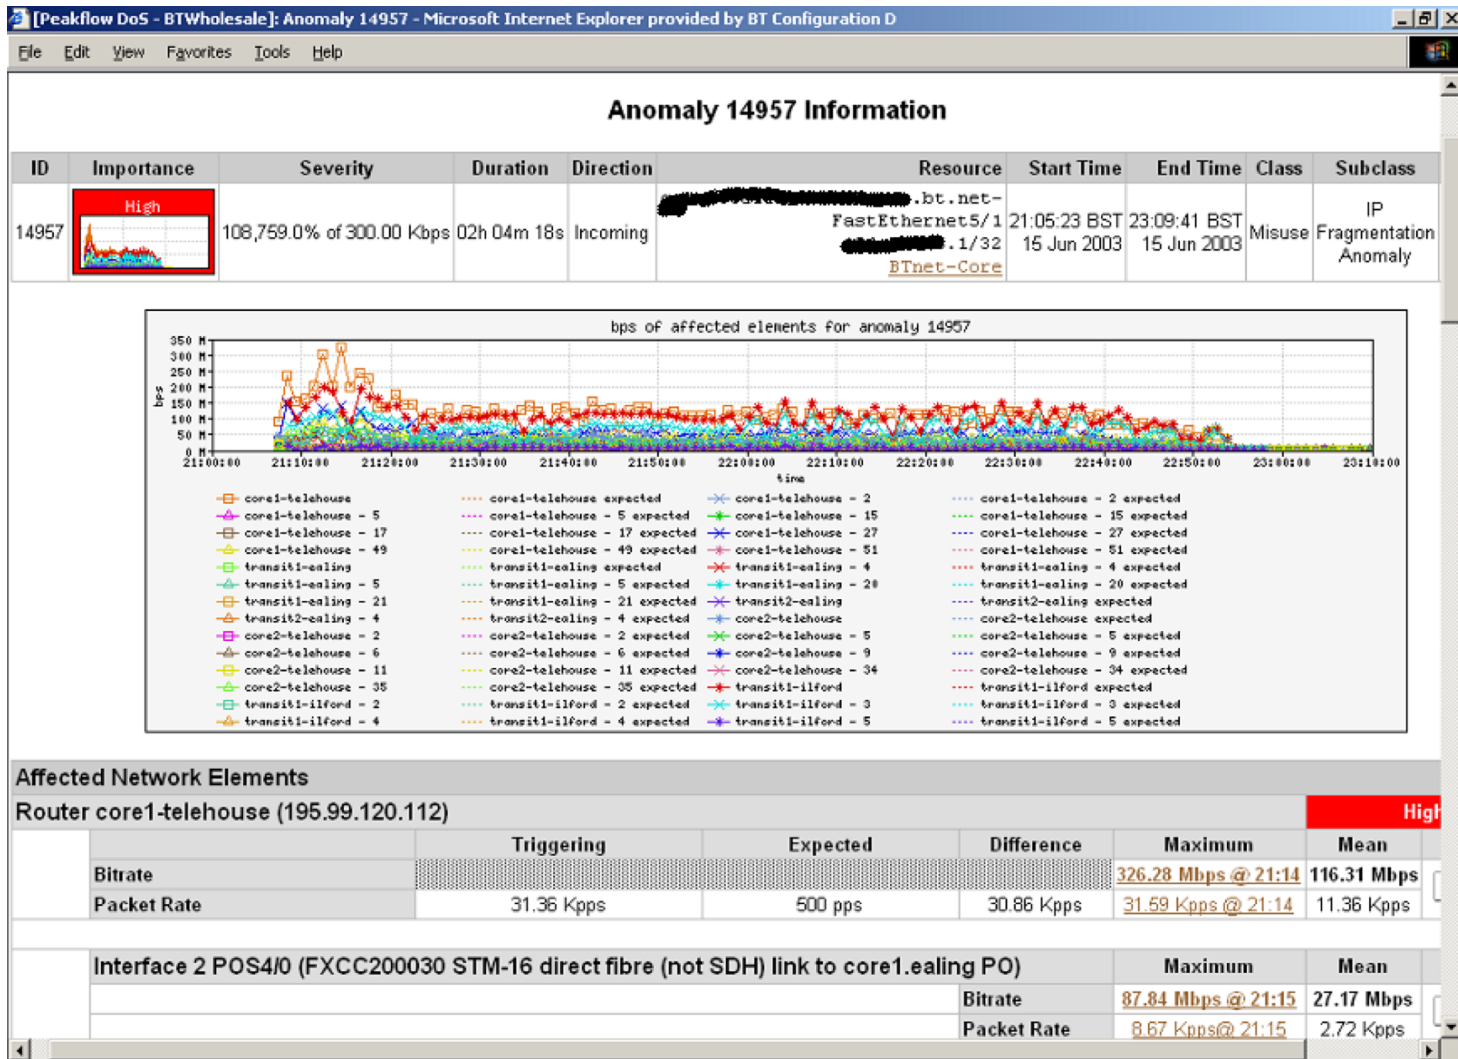 [Peakflow DoS - BTWholesale]: Anomaly 14957 - Microsoft Internet Explorer provided by BT Configuration D
File Edit View Favorites Tools Help
Anomaly 14957 Information
ID Importance Severity Duration Direction Resource Start Time End Time Class Subclass
14957 High 108,759.0% of 300.00 Kbps 02h 04m 18s Incoming .bt.net-FastEthernet5/1 .1/32 BTnet-Core 21:05:23 BST 15 Jun 2003 23:09:41 BST 15 Jun 2003 Misuse IP Fragmentation Anomaly
bps of affected elements for anomaly 14957
350 M
300 M
250 M
200 M
150 M
100 M
50 M
0 M
bps
21:00:00 21:10:00 21:20:00 21:30:00 21:40:00 21:50:00 22:00:00 22:10:00 22:20:00 22:30:00 22:40:00 22:50:00 23:00:00 23:10:00
time
core1-telehouse core1-telehouse expected core1-telehouse - 2 core1-telehouse - 2 expected
core1-telehouse - 5 core1-telehouse - 5 expected core1-telehouse - 15 core1-telehouse - 15 expected
core1-telehouse - 17 core1-telehouse - 17 expected core1-telehouse - 27 core1-telehouse - 27 expected
core1-telehouse - 49 core1-telehouse - 49 expected core1-telehouse - 51 core1-telehouse - 51 expected
transit1-ealing transit1-ealing expected transit1-ealing - 4 transit1-ealing - 4 expected
transit1-ealing - 5 transit1-ealing - 5 expected transit1-ealing - 20 transit1-ealing - 20 expected
transit1-ealing - 21 transit1-ealing - 21 expected transit2-ealing transit2-ealing expected
transit2-ealing - 4 transit2-ealing - 4 expected core2-telehouse core2-telehouse expected
core2-telehouse - 2 core2-telehouse - 2 expected core2-telehouse - 5 core2-telehouse - 5 expected
core2-telehouse - 6 core2-telehouse - 6 expected core2-telehouse - 9 core2-telehouse - 9 expected
core2-telehouse - 11 core2-telehouse - 11 expected core2-telehouse - 34 core2-telehouse - 34 expected
core2-telehouse - 35 core2-telehouse - 35 expected transit1-ilford transit1-ilford expected
transit1-ilford - 2 transit1-ilford - 2 expected transit1-ilford - 3 transit1-ilford - 3 expected
transit1-ilford - 4 transit1-ilford - 4 expected transit1-ilford - 5 transit1-ilford - 5 expected
Affected Network Elements
Router core1-telehouse (195.99.120.112) High
Triggering Expected Difference Maximum Mean
Bitrate 326.28 Mbps @ 21:14 116.31 Mbps
Packet Rate 31.36 Kpps 500 pps 30.86 Kpps 31.59 Kpps @ 21:14 11.36 Kpps
Interface 2 POS4/0 (FXCC200030 STM-16 direct fibre (not SDH) link to core1.ealing PO) Maximum Mean
Bitrate 87.84 Mbps @ 21:15 27.17 Mbps
Packet Rate 8.67 Kpps@ 21:15 2.72 Kpps